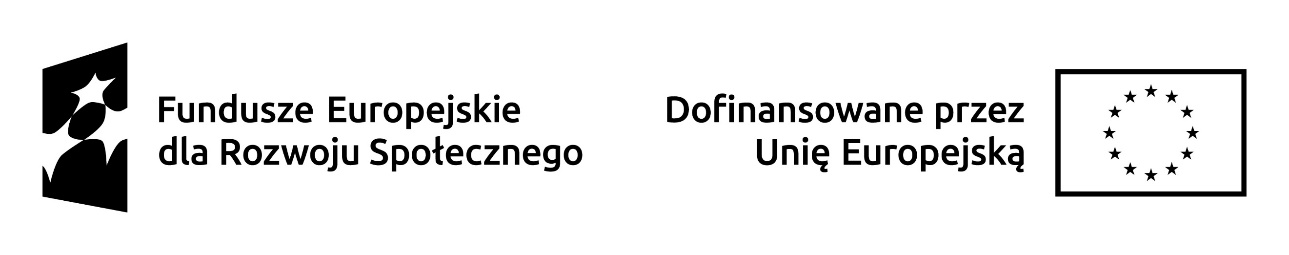 Fundusze Europejskie
dla Rozwoju Społecznego
Dofinansowane przez
Unię Europejską